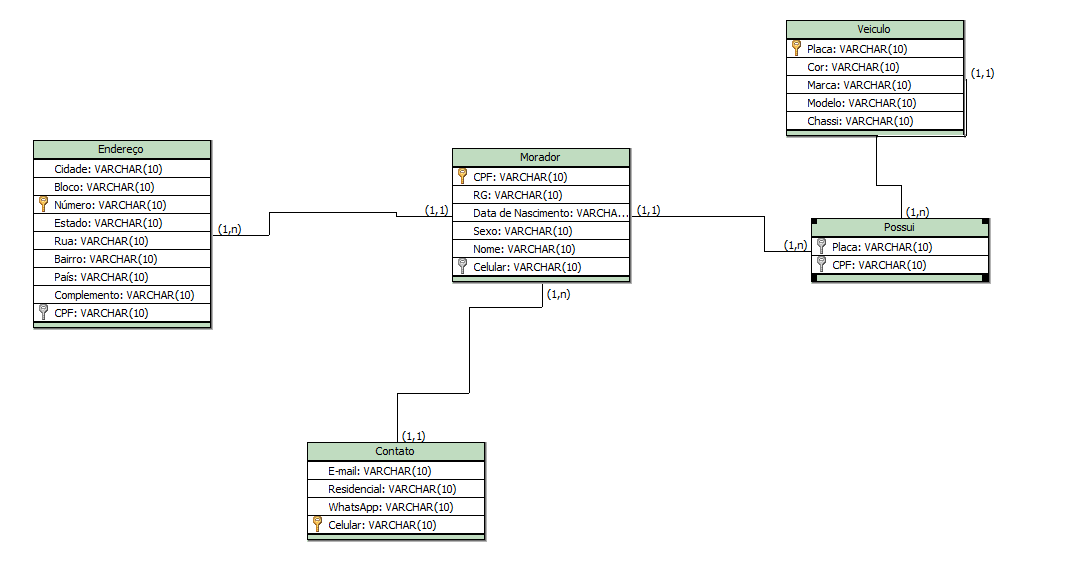 Veiculo
Placa: VARCHAR(10)
Cor: VARCHAR(10)
Marca: VARCHAR(10)
Modelo: VARCHAR(10)
Chassi: VARCHAR(10)
(1,1)
Endereço
Cidade: VARCHAR(10)
Bloco: VARCHAR(10)
Número: VARCHAR(10)
Estado: VARCHAR(10)
Rua: VARCHAR(10)
Bairro: VARCHAR(10)
País: VARCHAR(10)
Complemento: VARCHAR(10)
CPF: VARCHAR(10)
(1,n)
(1,1)
Morador
CPF: VARCHAR(10)
RG: VARCHAR(10)
Data de Nascimento: VARCHA...
Sexo: VARCHAR(10)
Nome: VARCHAR(10)
Celular: VARCHAR(10)
(1,1)
(1,n)
(1,n)
(1,n)
Possui
Placa: VARCHAR(10)
CPF: VARCHAR(10)
(1,1)
Contato
E-mail: VARCHAR(10)
Residencial: VARCHAR(10)
WhatsApp: VARCHAR(10)
Celular: VARCHAR(10)